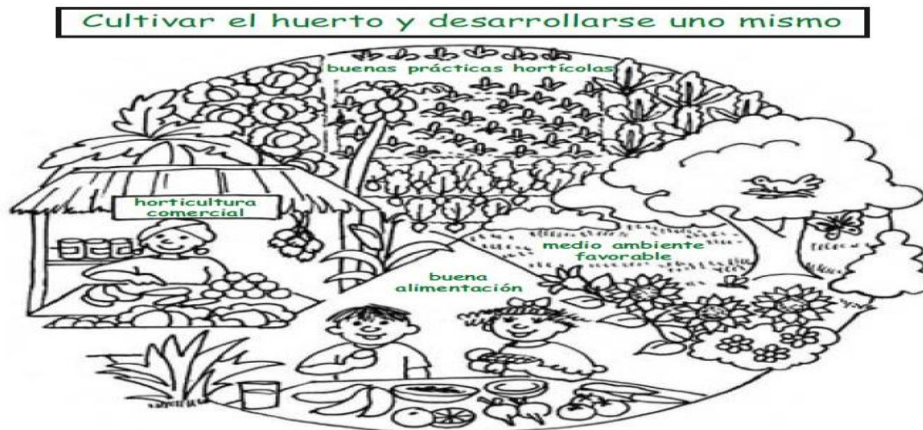 Cultivar el huerto y desarrollarse uno mismo
buenas prácticas hortícolas
horticultura
comercial
medio ambiente
favorable
buena
alimentación